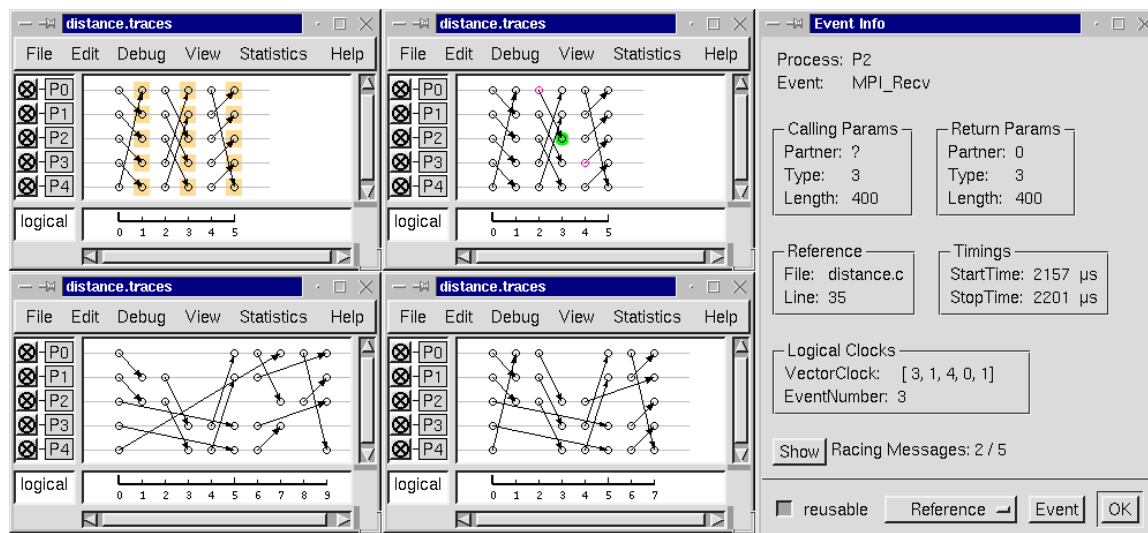 distance.traces
File Edit Debug View Statistics Help
P0
P1
P2
P3
P4
logical
0 1 2 3 4 5
distance.traces
File Edit Debug View Statistics Help
P0
P1
P2
P3
P4
logical
0 1 2 3 4 5
distance.traces
File Edit Debug View Statistics Help
P0
P1
P2
P3
P4
logical
0 1 2 3 4 5 6 7 8 9
distance.traces
File Edit Debug View Statistics Help
P0
P1
P2
P3
P4
logical
0 1 2 3 4 5 6 7
Event Info
Process: P2
Event: MPI_Recv
Calling Params
Partner: ?
Type: 3
Length: 400
Return Params
Partner: 0
Type: 3
Length: 400
Reference
File: distance.c
Line: 35
Timings
StartTime: 2157 µs
StopTime: 2201 µs
Logical Clocks
VectorClock: [ 3, 1, 4, 0, 1]
EventNumber: 3
Show Racing Messages: 2 / 5
reusable Reference Event OK